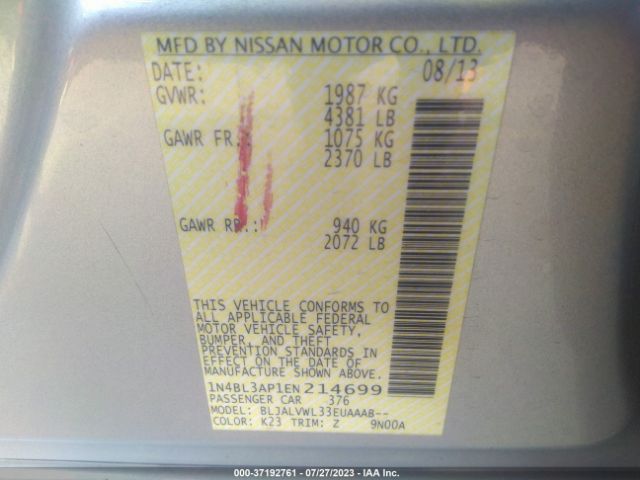 MFD BY NISSAN MOTOR CO., LTD.
DATE: 08/13
GVWR: 1987 KG
4381 LB
GAWR FR.: 1075 KG
2370 LB
GAWR RR.: 940 KG
2072 LB
THIS VEHICLE CONFORMS TO
ALL APPLICABLE FEDERAL
MOTOR VEHICLE SAFETY,
BUMPER, AND THEFT
PREVENTION STANDARDS IN
EFFECT ON THE DATE OF
MANUFACTURE SHOWN ABOVE.
1N4BL3AP1EN214699
PASSENGER CAR 376
MODEL: BLJALVWL33EUAAAB--
COLOR: K23 TRIM: Z 9N00A
000-37192761 - 07/27/2023 - IAA Inc.